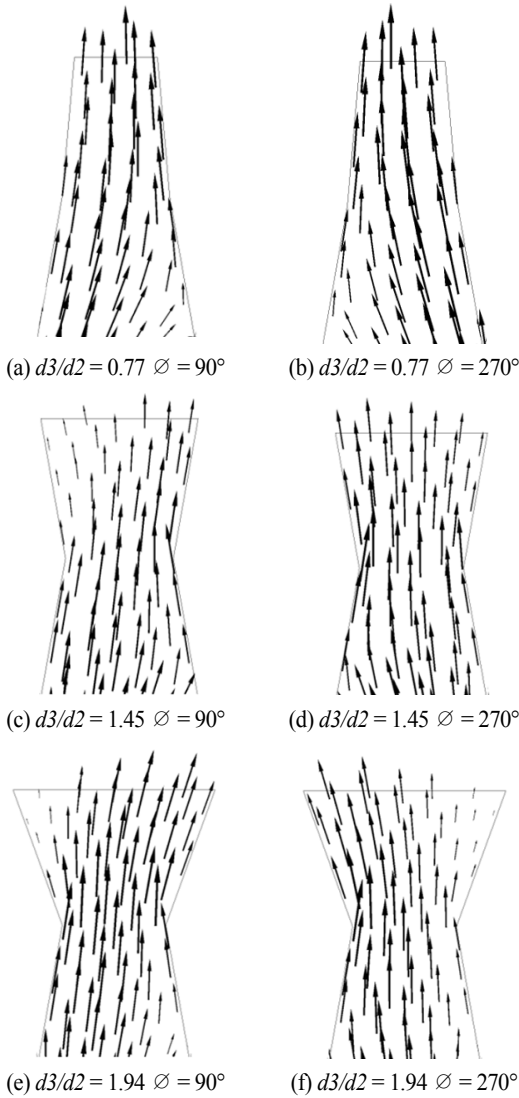 (a) d3/d2 = 0.77 ∅ = 90°
(b) d3/d2 = 0.77 ∅ = 270°
(c) d3/d2 = 1.45 ∅ = 90°
(d) d3/d2 = 1.45 ∅ = 270°
(e) d3/d2 = 1.94 ∅ = 90°
(f) d3/d2 = 1.94 ∅ = 270°